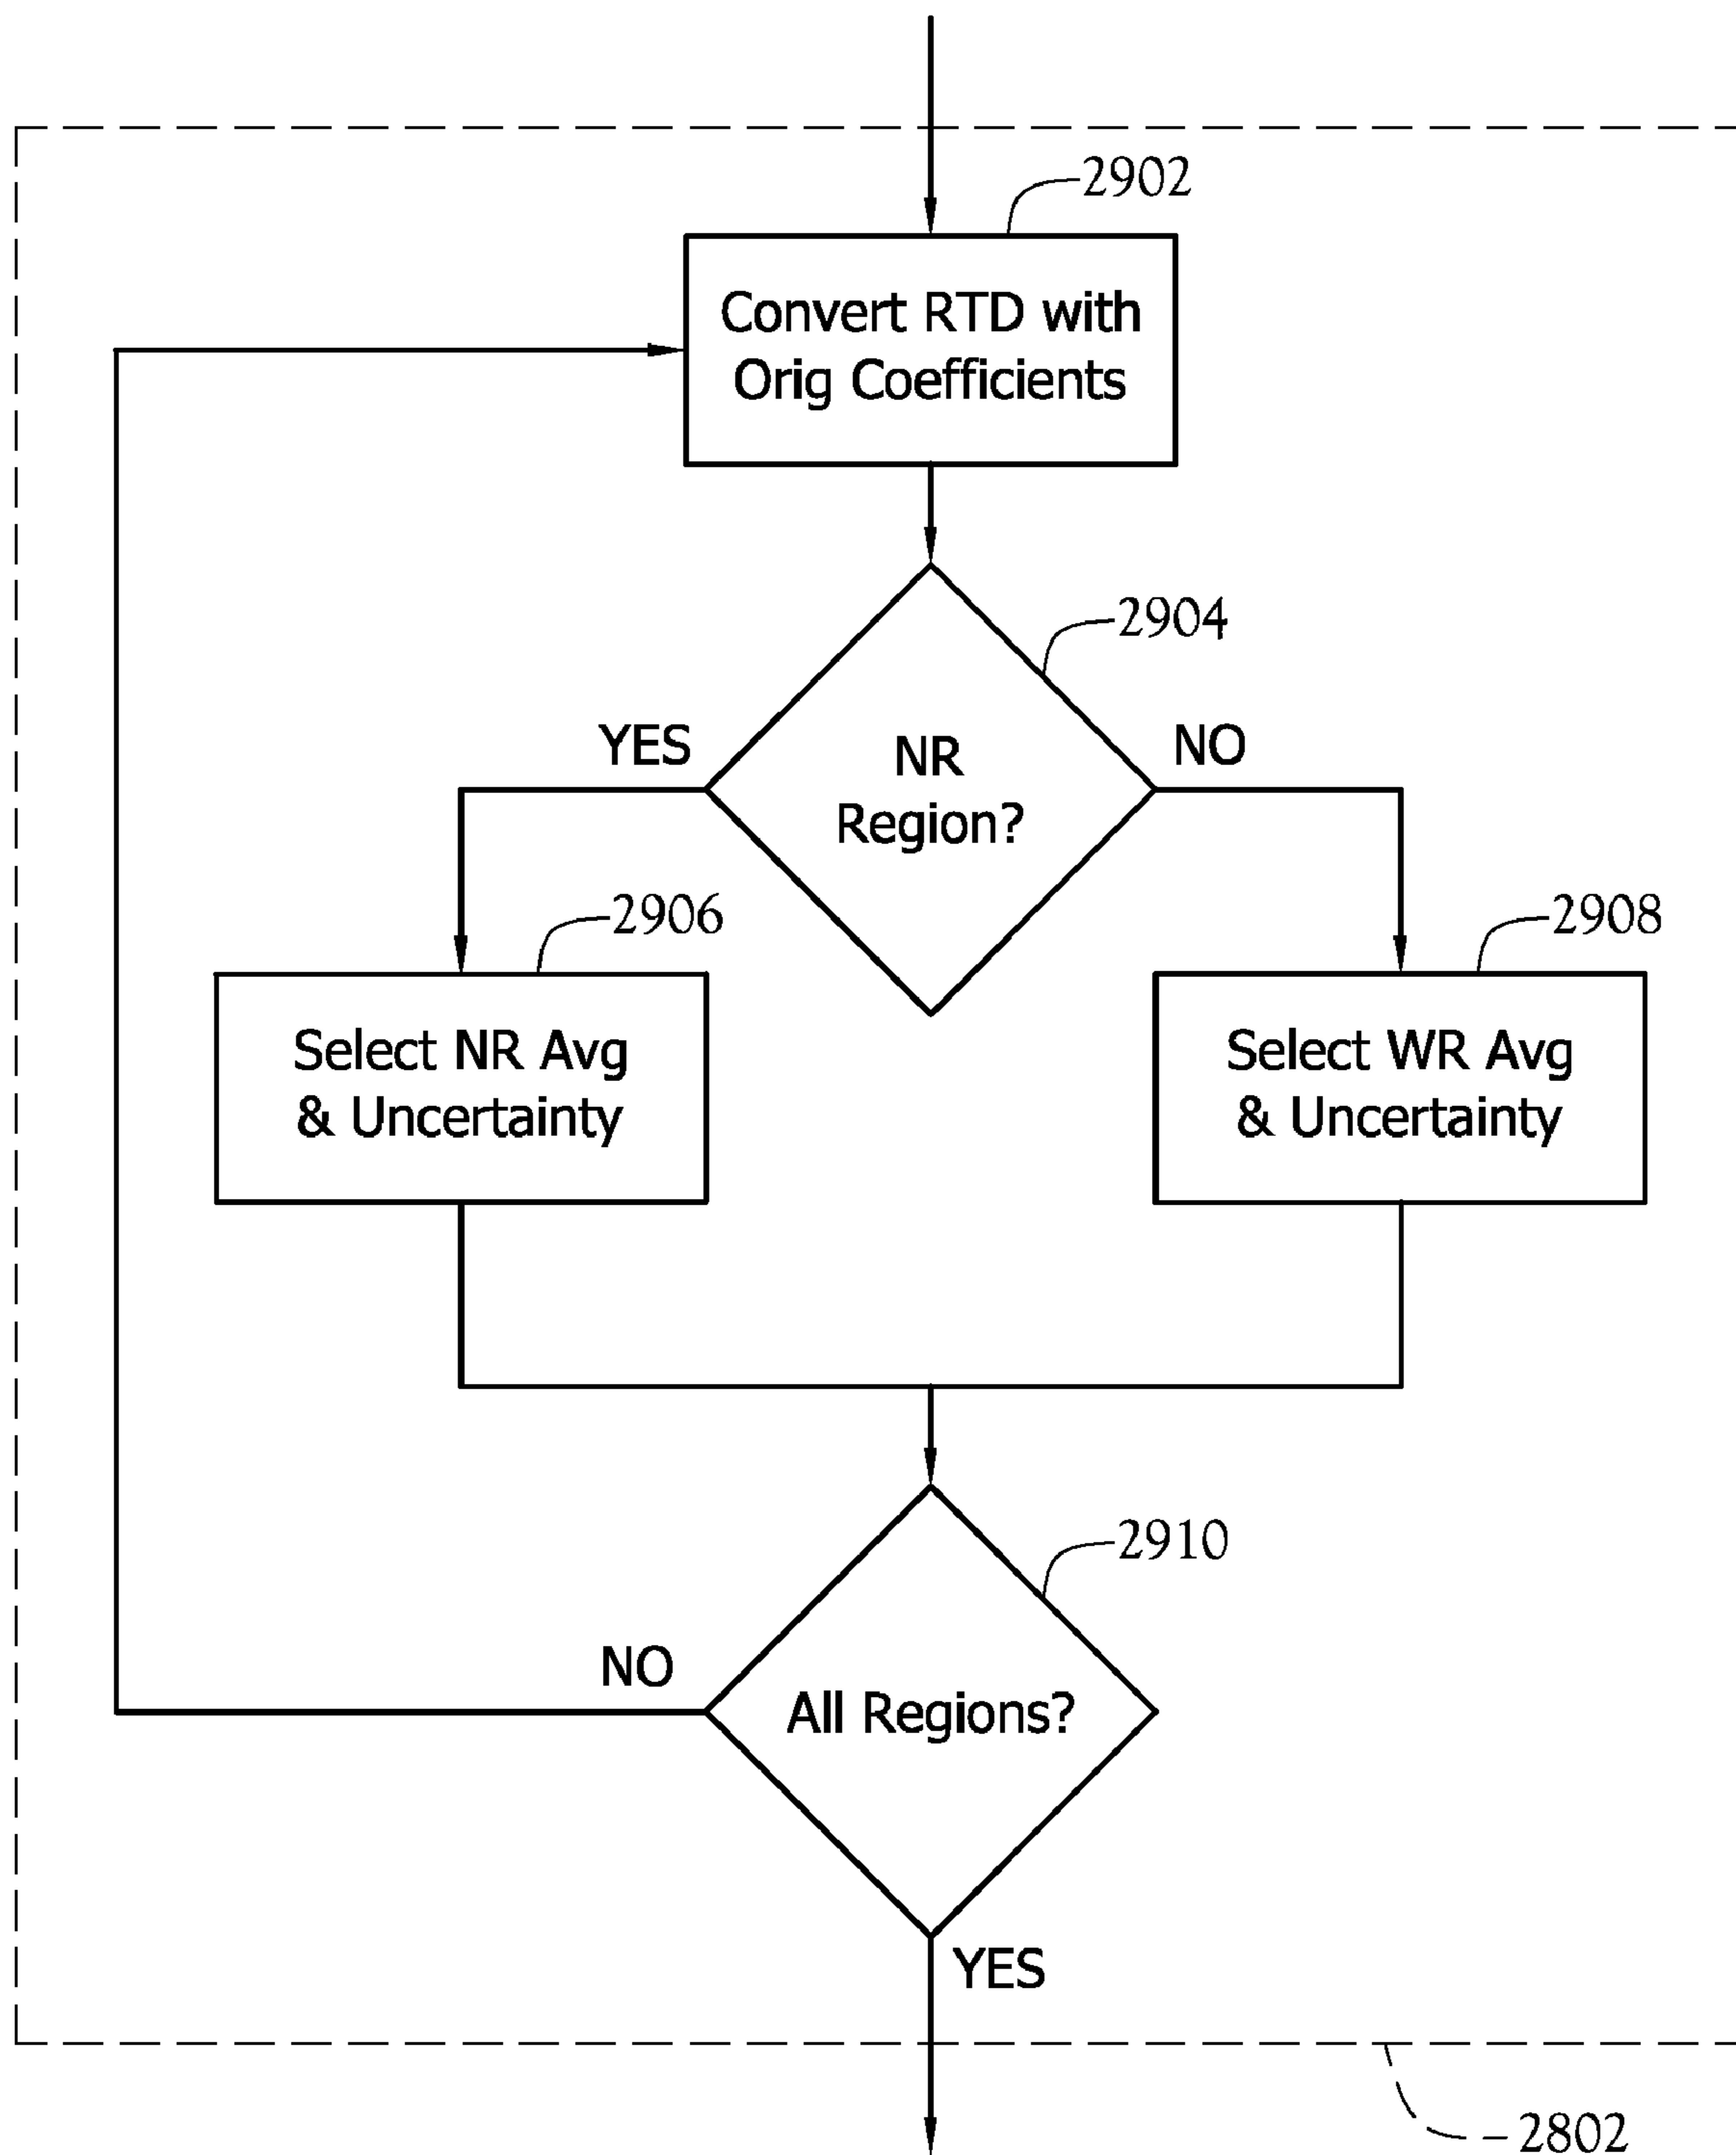 2902
Convert RTD with
Orig Coefficients
2904
YES
NO
NR
Region?
2906
2908
Select NR Avg
& Uncertainty
Select WR Avg
& Uncertainty
2910
NO
All Regions?
YES
2802